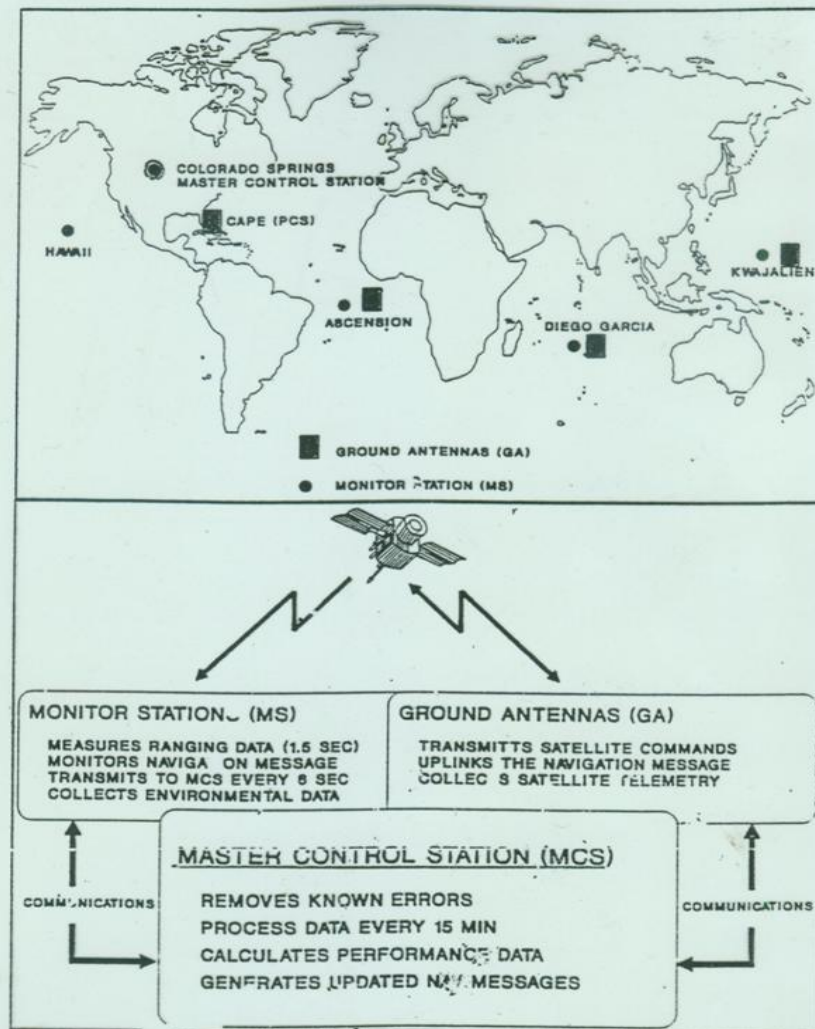 COLORADO SPRINGS
MASTER CONTROL STATION
CAPE (PCS)
HAWAII
KWAJALIEN
ASCENSION
DIEGO GARCIA
GROUND ANTENNAS (GA)
MONITOR STATION (MS)
MONITOR STATIONS (MS)
MEASURES RANGING DATA (1.5 SEC)
MONITORS NAVIGA ON MESSAGE
TRANSMITS TO MCS EVERY 6 SEC
COLLECTS ENVIRONMENTAL DATA
GROUND ANTENNAS (GA)
TRANSMITTS SATELLITE COMMANDS
UPLINKS THE NAVIGATION MESSAGE
COLLEC S SATELLITE TELEMETRY
COMMUNICATIONS
MASTER CONTROL STATION (MCS)
REMOVES KNOWN ERRORS
PROCESS DATA EVERY 15 MIN
CALCULATES PERFORMANCE DATA
GENERATES UPDATED NAV MESSAGES
COMMUNICATIONS